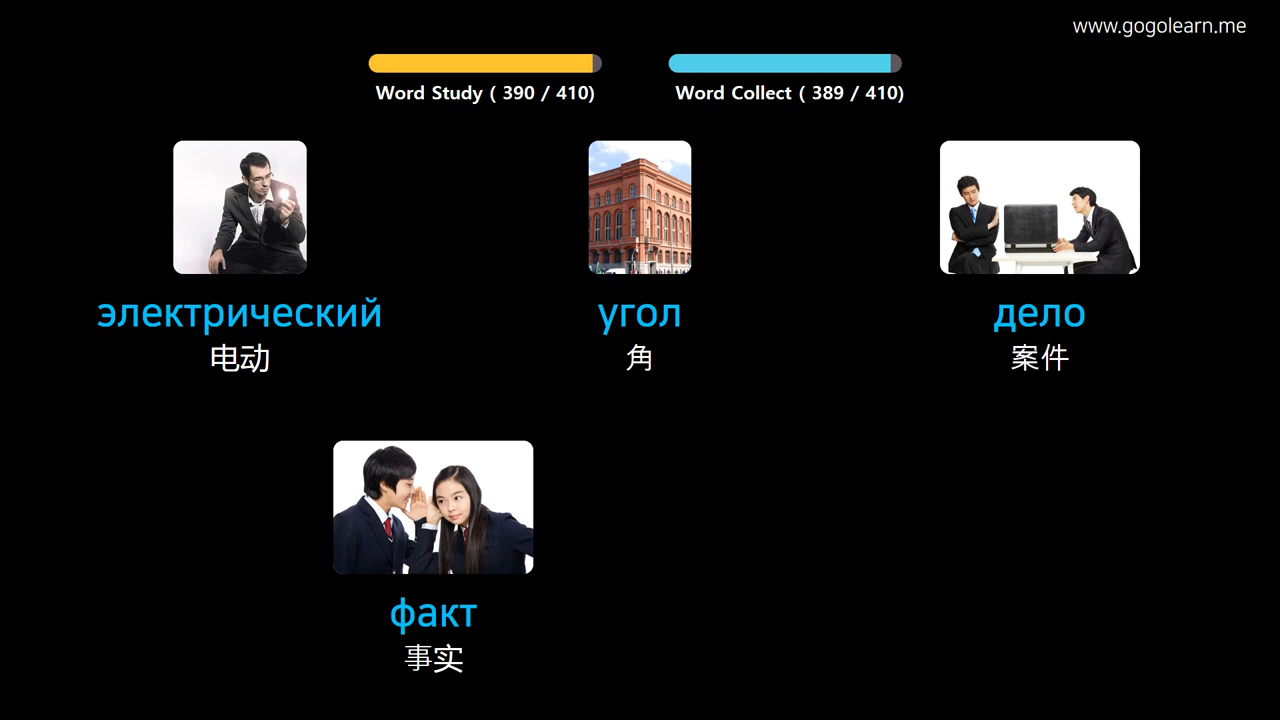 www.gogolearn.me
Word Study ( 390 / 410)
Word Collect ( 389 / 410)
электрический
电动
угол
角
дело
案件
факт
事实